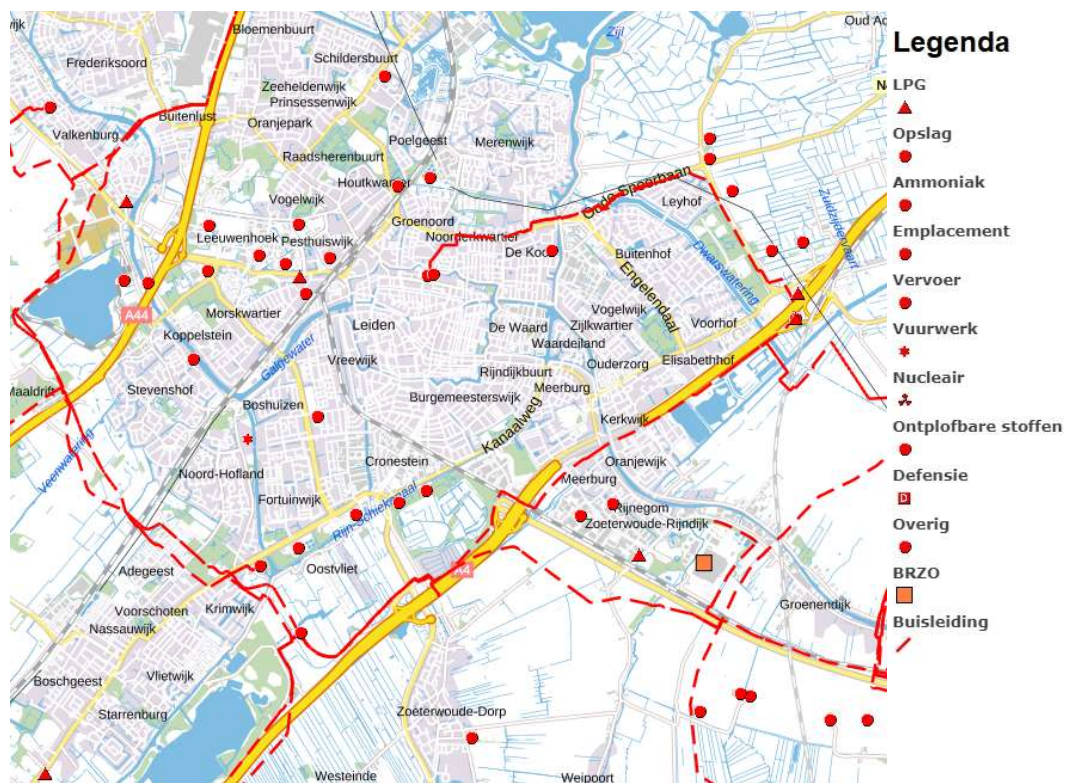 Bloemenbuurt
Oud
Schildersbuurt
Zijl
Frederiksoord
Zeeheldenwijk
Prinsessenwijk
Buitenlust
Oranjepark
Valkenburg
Poelgeest
Merenwijk
Raadsherenbuurt
Houtkwartier
Oude Spoorbaan
Leyhof
Vogelwijk
Groenoord
Zuidzijdervaart
Leeuwenhoek
Pesthuiswijk
Noorderkwartier
De Kooi
Buitenhof
Dwarswatering
Engelendaal
A44
Morskwartier
Leiden
De Waard
Vogelwijk
Zijlkwartier
Voorhof
Koppelstein
Galgewater
Vreewijk
Waardeiland
Ouderzorg
Elisabethhof
Maaldrift
Stevenshof
Rijndijkbuurt
Meerburg
Boshuizen
Burgemeesterswijk
Kanaalweg
Kerkwijk
Veenwatering
Noord-Hofland
Cronestein
Oranjewijk
Meerburg
Fortuinwijk
Rijn-Schiekanaal
Rijnegom
Zoeterwoude-Rijndijk
Adegeest
Oostvliet
A4
Voorschoten
Krimwijk
Groenendijk
Nassauwijk
Vlietwijk
Boschgeest
Starrenburg
Zoeterwoude-Dorp
Westeinde
Weipoort
Legenda
LPG
Opslag
Ammoniak
Emplacement
Vervoer
Vuurwerk
Nucleair
Ontplofbare stoffen
Defensie
D
Overig
BRZO
Buisleiding